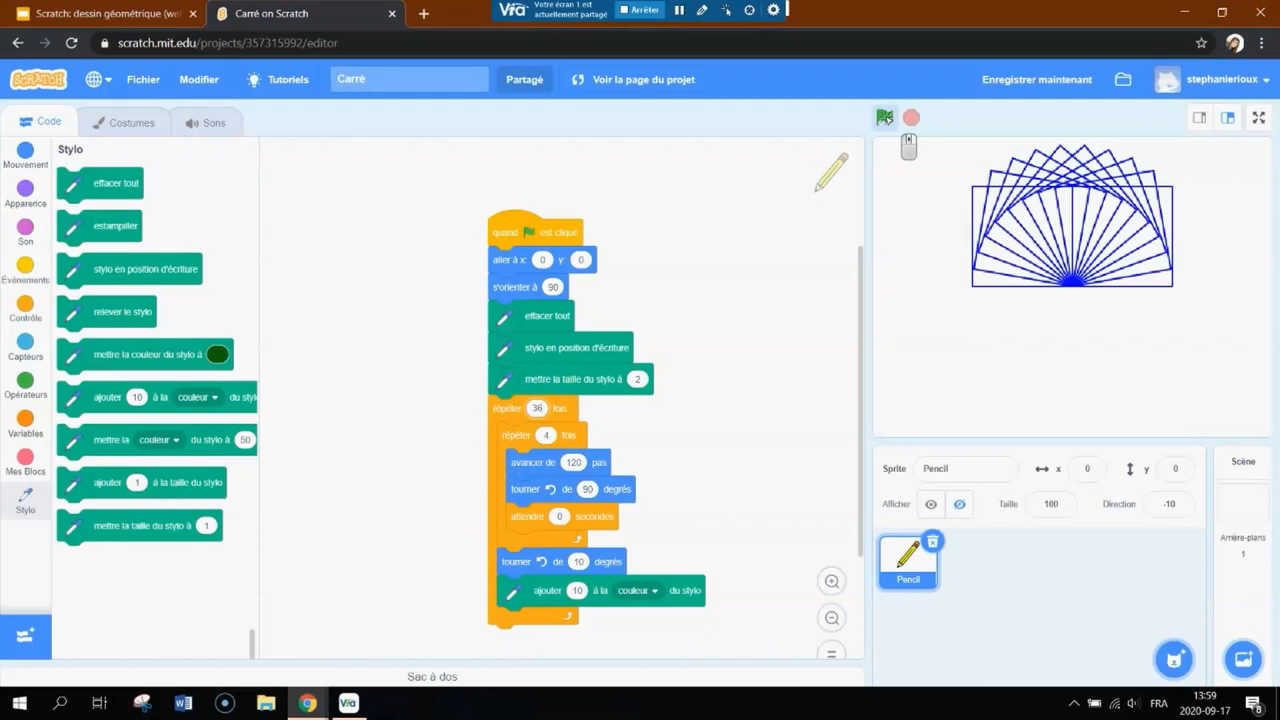 Scratch: dessin géométrique (we
Carré on Scratch
Via
Votre écran 1 est
actuellement partagé
Arrêter
scratch.mit.edu/projects/357315992/editor
SCRATCH
Fichier
Modifier
Tutoriels
Carré
Partagé
Voir la page du projet
Enregistrer maintenant
stephanierioux
Code
Costumes
Sons
Mouvement
Apparence
Son
Événements
Contrôle
Capteurs
Opérateurs
Variables
Mes Blocs
Stylo
Stylo
effacer tout
estampiller
stylo en position d'écriture
relever le stylo
mettre la couleur du stylo à
ajouter 10 à la couleur du stylo
mettre la couleur du stylo à 50
ajouter 1 à la taille du stylo
mettre la taille du stylo à 1
quand est cliqué
aller à x: 0 y: 0
s'orienter à 90
effacer tout
stylo en position d'écriture
mettre la taille du stylo à 2
répéter 36 fois
répéter 4 fois
avancer de 120 pas
tourner de 90 degrés
attendre 0 secondes
tourner de 10 degrés
ajouter 10 à la couleur du stylo
Sac à dos
Sprite Pencil x 0 y 0
Afficher Taille 100 Direction -10
Pencil
Scène
Arrière-plans
1
W
Via
FRA
13:59
2020-09-17
8